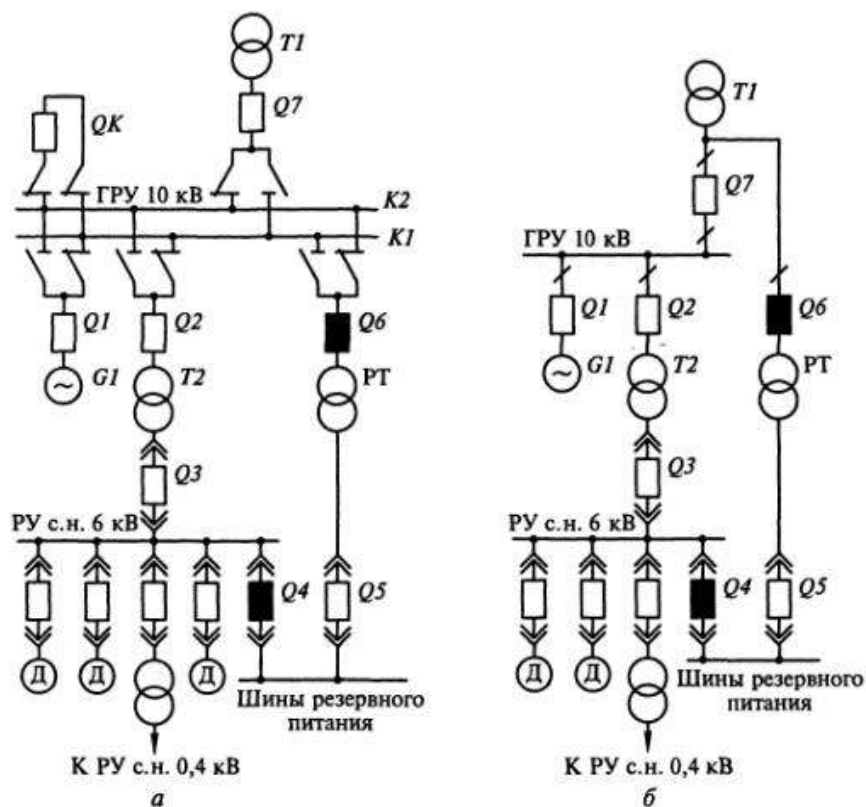 T1
Q7
QK
ГРУ 10 кВ
K2
K1
Q1
Q2
Q6
G1
T2
РТ
Q3
РУ с.н. 6 кВ
Q4
Q5
Д
Д
Д
Шины резервного
питания
К РУ с.н. 0,4 кВ
а
T1
Q7
ГРУ 10 кВ
Q1
Q2
Q6
G1
T2
РТ
Q3
РУ с.н. 6 кВ
Q4
Q5
Д
Д
Шины резервного
питания
К РУ с.н. 0,4 кВ
б